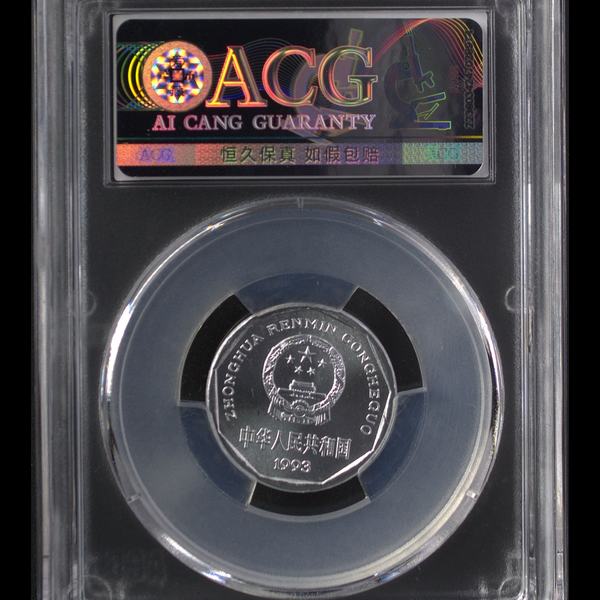 ACG
AI CANG GUARANTY
ACG 恒久保真 如假包赔 ACG
ZHONGHUA RENMIN GONGHEGUO
中华人民共和国
1993